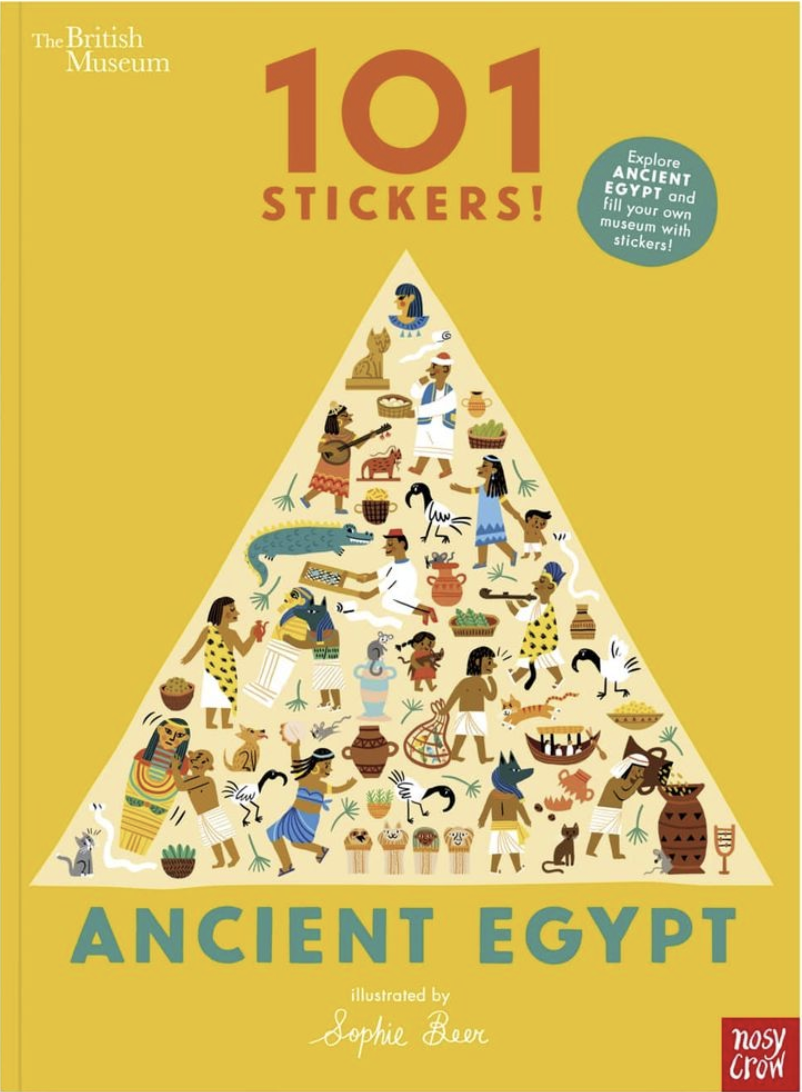 The British
Museum
101
STICKERS!
Explore
ANCIENT
EGYPT and
fill your own
museum with
stickers!
ANCIENT EGYPT
illustrated by
Sophie Beer
nosy
crow